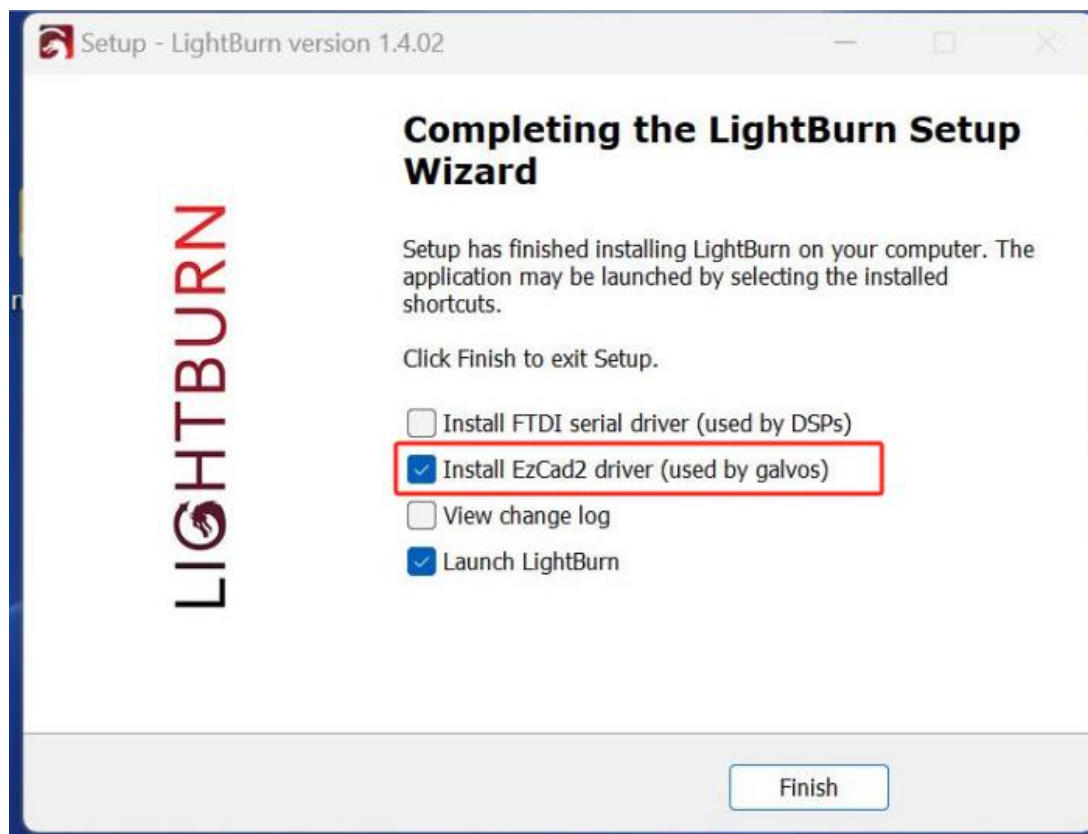 Setup - LightBurn version 1.4.02
Completing the LightBurn Setup
Wizard
LIGHTBURN
Setup has finished installing LightBurn on your computer. The
application may be launched by selecting the installed
shortcuts.
Click Finish to exit Setup.
Install FTDI serial driver (used by DSPs)
Install EzCad2 driver (used by galvos)
View change log
Launch LightBurn
Finish